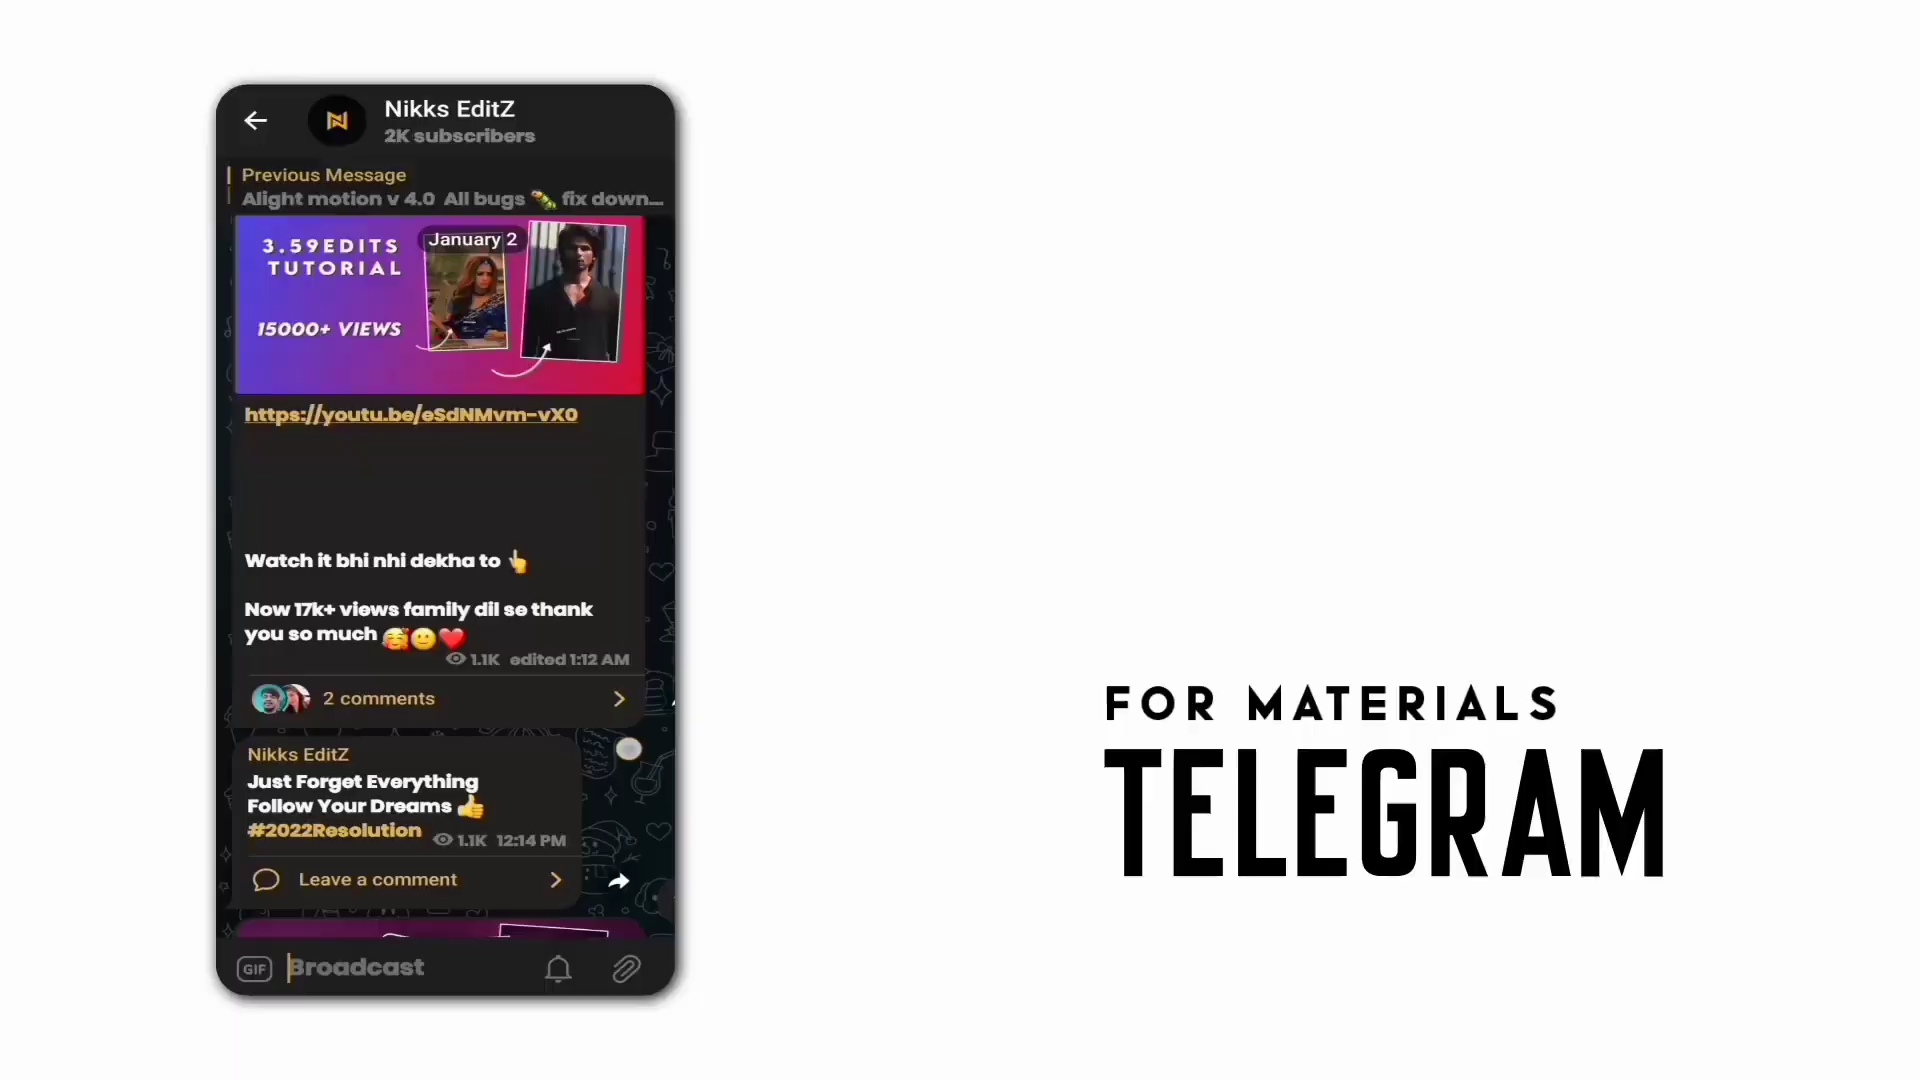 Nikks EditZ
2K subscribers
Previous Message
Alight motion v 4.0 All bugs 🐛 fix down...
January 2
3.59EDITS
TUTORIAL
15000+ VIEWS
https://youtu.be/eSdNMvm-vX0
Watch it bhi nhi dekha to 👆
Now 17k+ views family dil se thank
you so much 🥰🙂❤️
1.1K edited 1:12 AM
2 comments
Nikks EditZ
Just Forget Everything
Follow Your Dreams 👍
#2022Resolution
1.1K 12:14 PM
Leave a comment
GIF
Broadcast
FOR MATERIALS
TELEGRAM